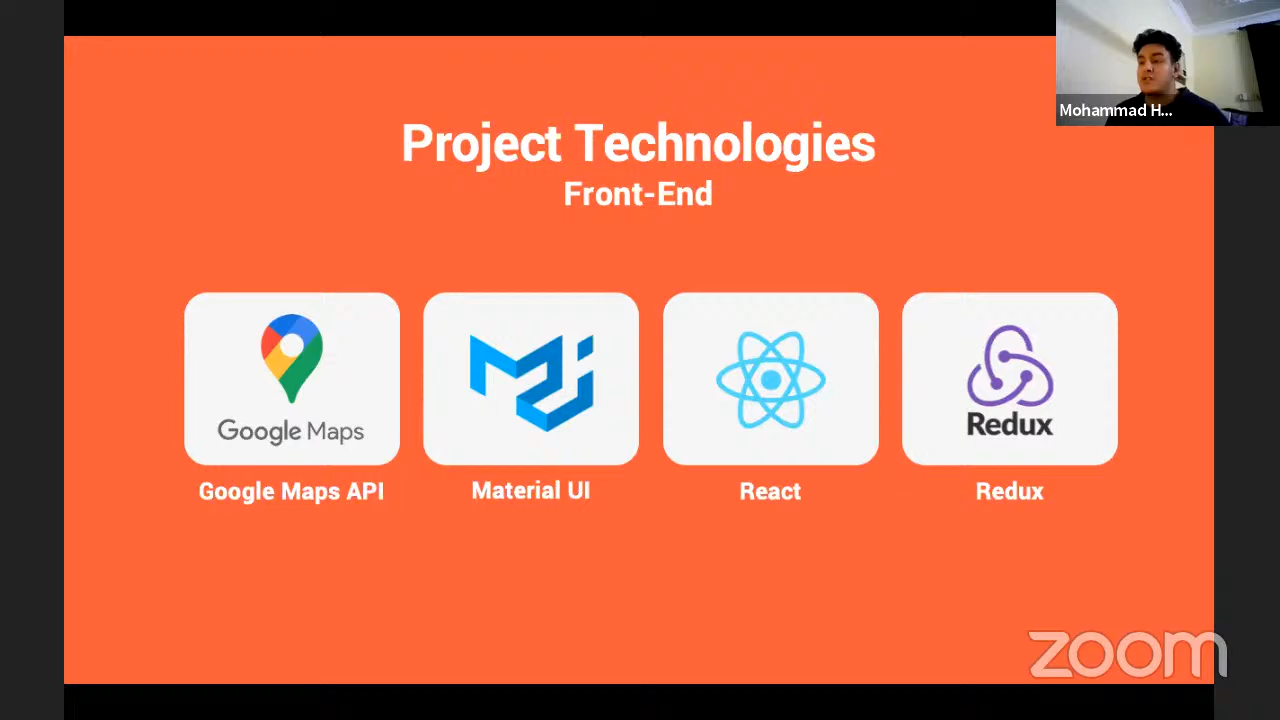 Mohammad H...
Project Technologies
Front-End
Google Maps
Redux
Google Maps API
Material UI
React
Redux
zoom